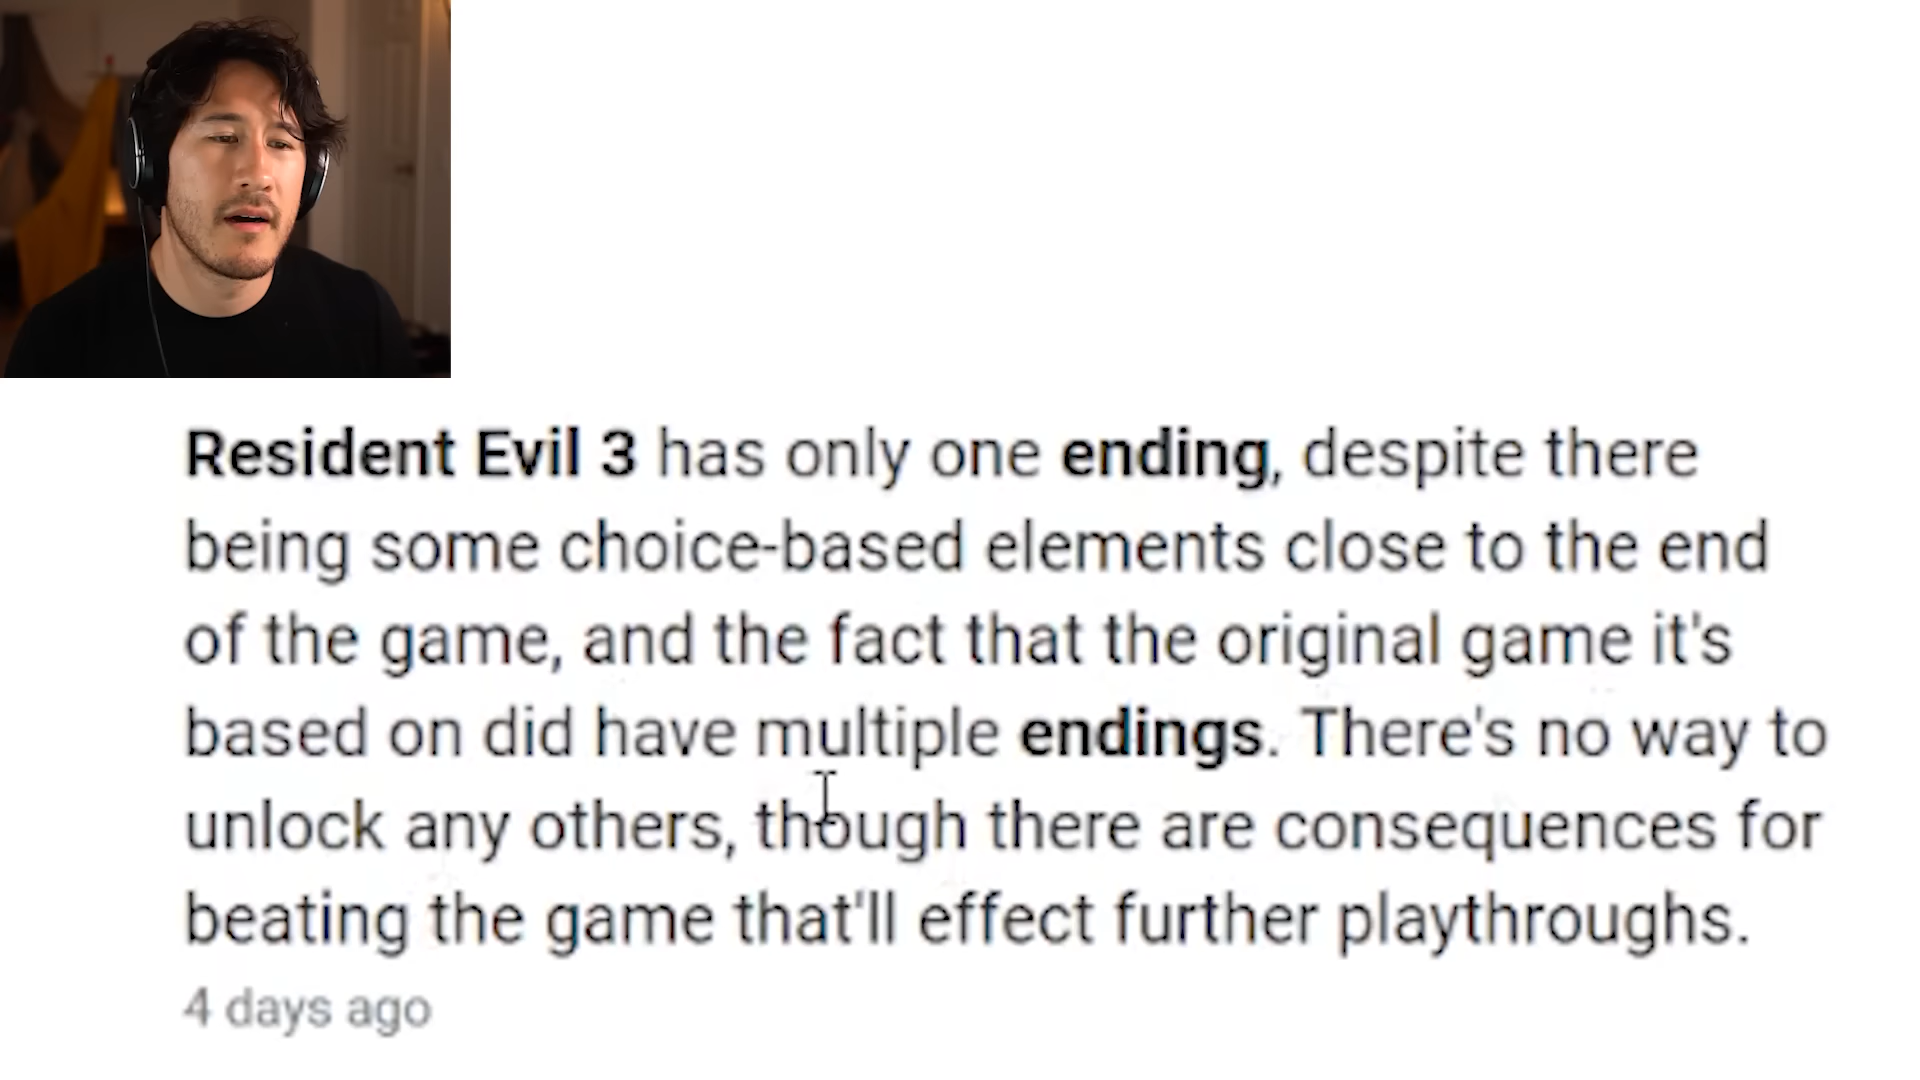 Resident Evil 3 has only one ending, despite there
being some choice-based elements close to the end
of the game, and the fact that the original game it's
based on did have multiple endings. There's no way to
unlock any others, though there are consequences for
beating the game that'll effect further playthroughs.
4 days ago